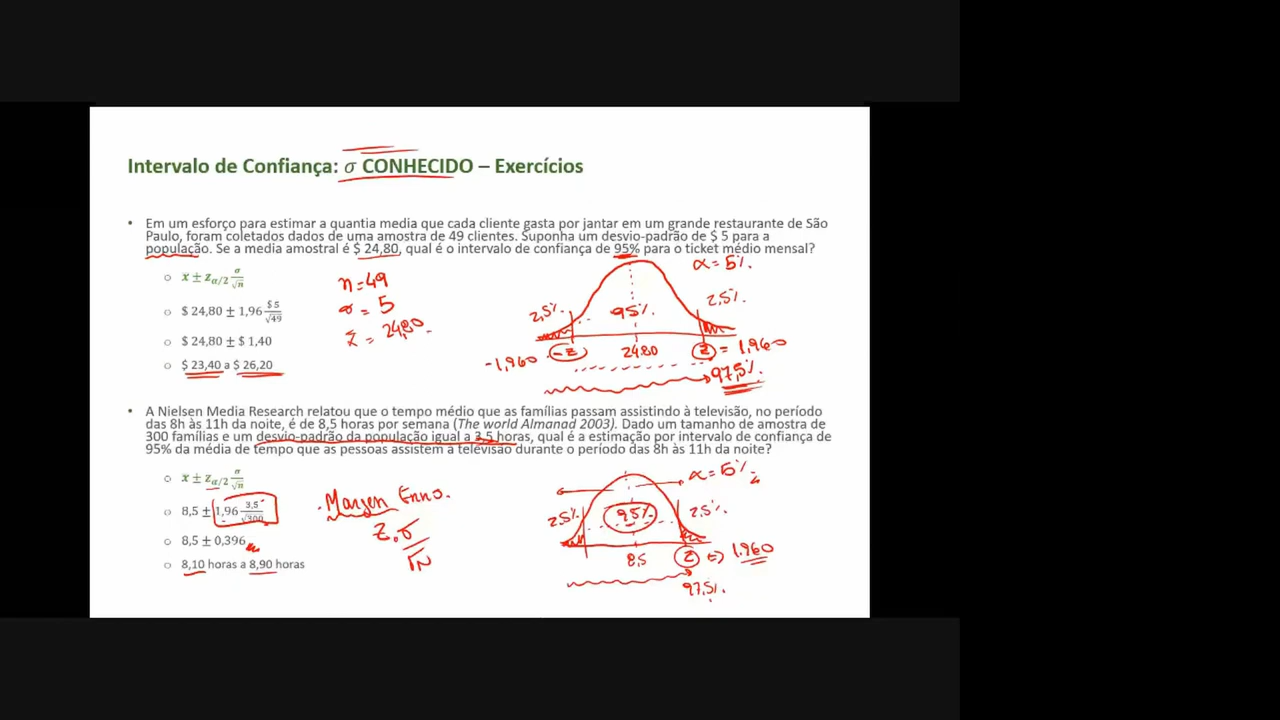 Intervalo de Confiança: σ CONHECIDO – Exercícios
• Em um esforço para estimar a quantia media que cada cliente gasta por jantar em um grande restaurante de São
Paulo, foram coletados dados de uma amostra de 49 clientes. Suponha um desvio-padrão de $ 5 para a
população. Se a media amostral é $ 24,80, qual é o intervalo de confiança de 95% para o ticket médio mensal?
α = 5%.
x̄ ± z α/2 σ/√n
n=49
2,5%
95%
2,5%.
$ 24,80 ± 1,96 $ 5/√49
σ = 5
$ 24,80 ± $ 1,40
x̄ = 24,80
-1,960
-Z
24,80
Z = 1,960
$ 23,40 a $ 26,20
97,5%.
• A Nielsen Media Research relatou que o tempo médio que as famílias passam assistindo à televisão, no período
das 8h às 11h da noite, é de 8,5 horas por semana (The world Almanad 2003). Dado um tamanho de amostra de
300 famílias e um desvio-padrão da população igual a 3,5 horas, qual é a estimação por intervalo de confiança de
95% da média de tempo que as pessoas assistem a televisão durante o período das 8h às 11h da noite?
x̄ ± z α/2 σ/√n
α = 5%
8,5 ± 1,96 3,5/√300
Margem Erro.
2,5%
95%
2,5%.
8,5 ± 0,396
Z.σ/√N
8,5
Z => 1.960
8,10 horas a 8,90 horas
97,5%.